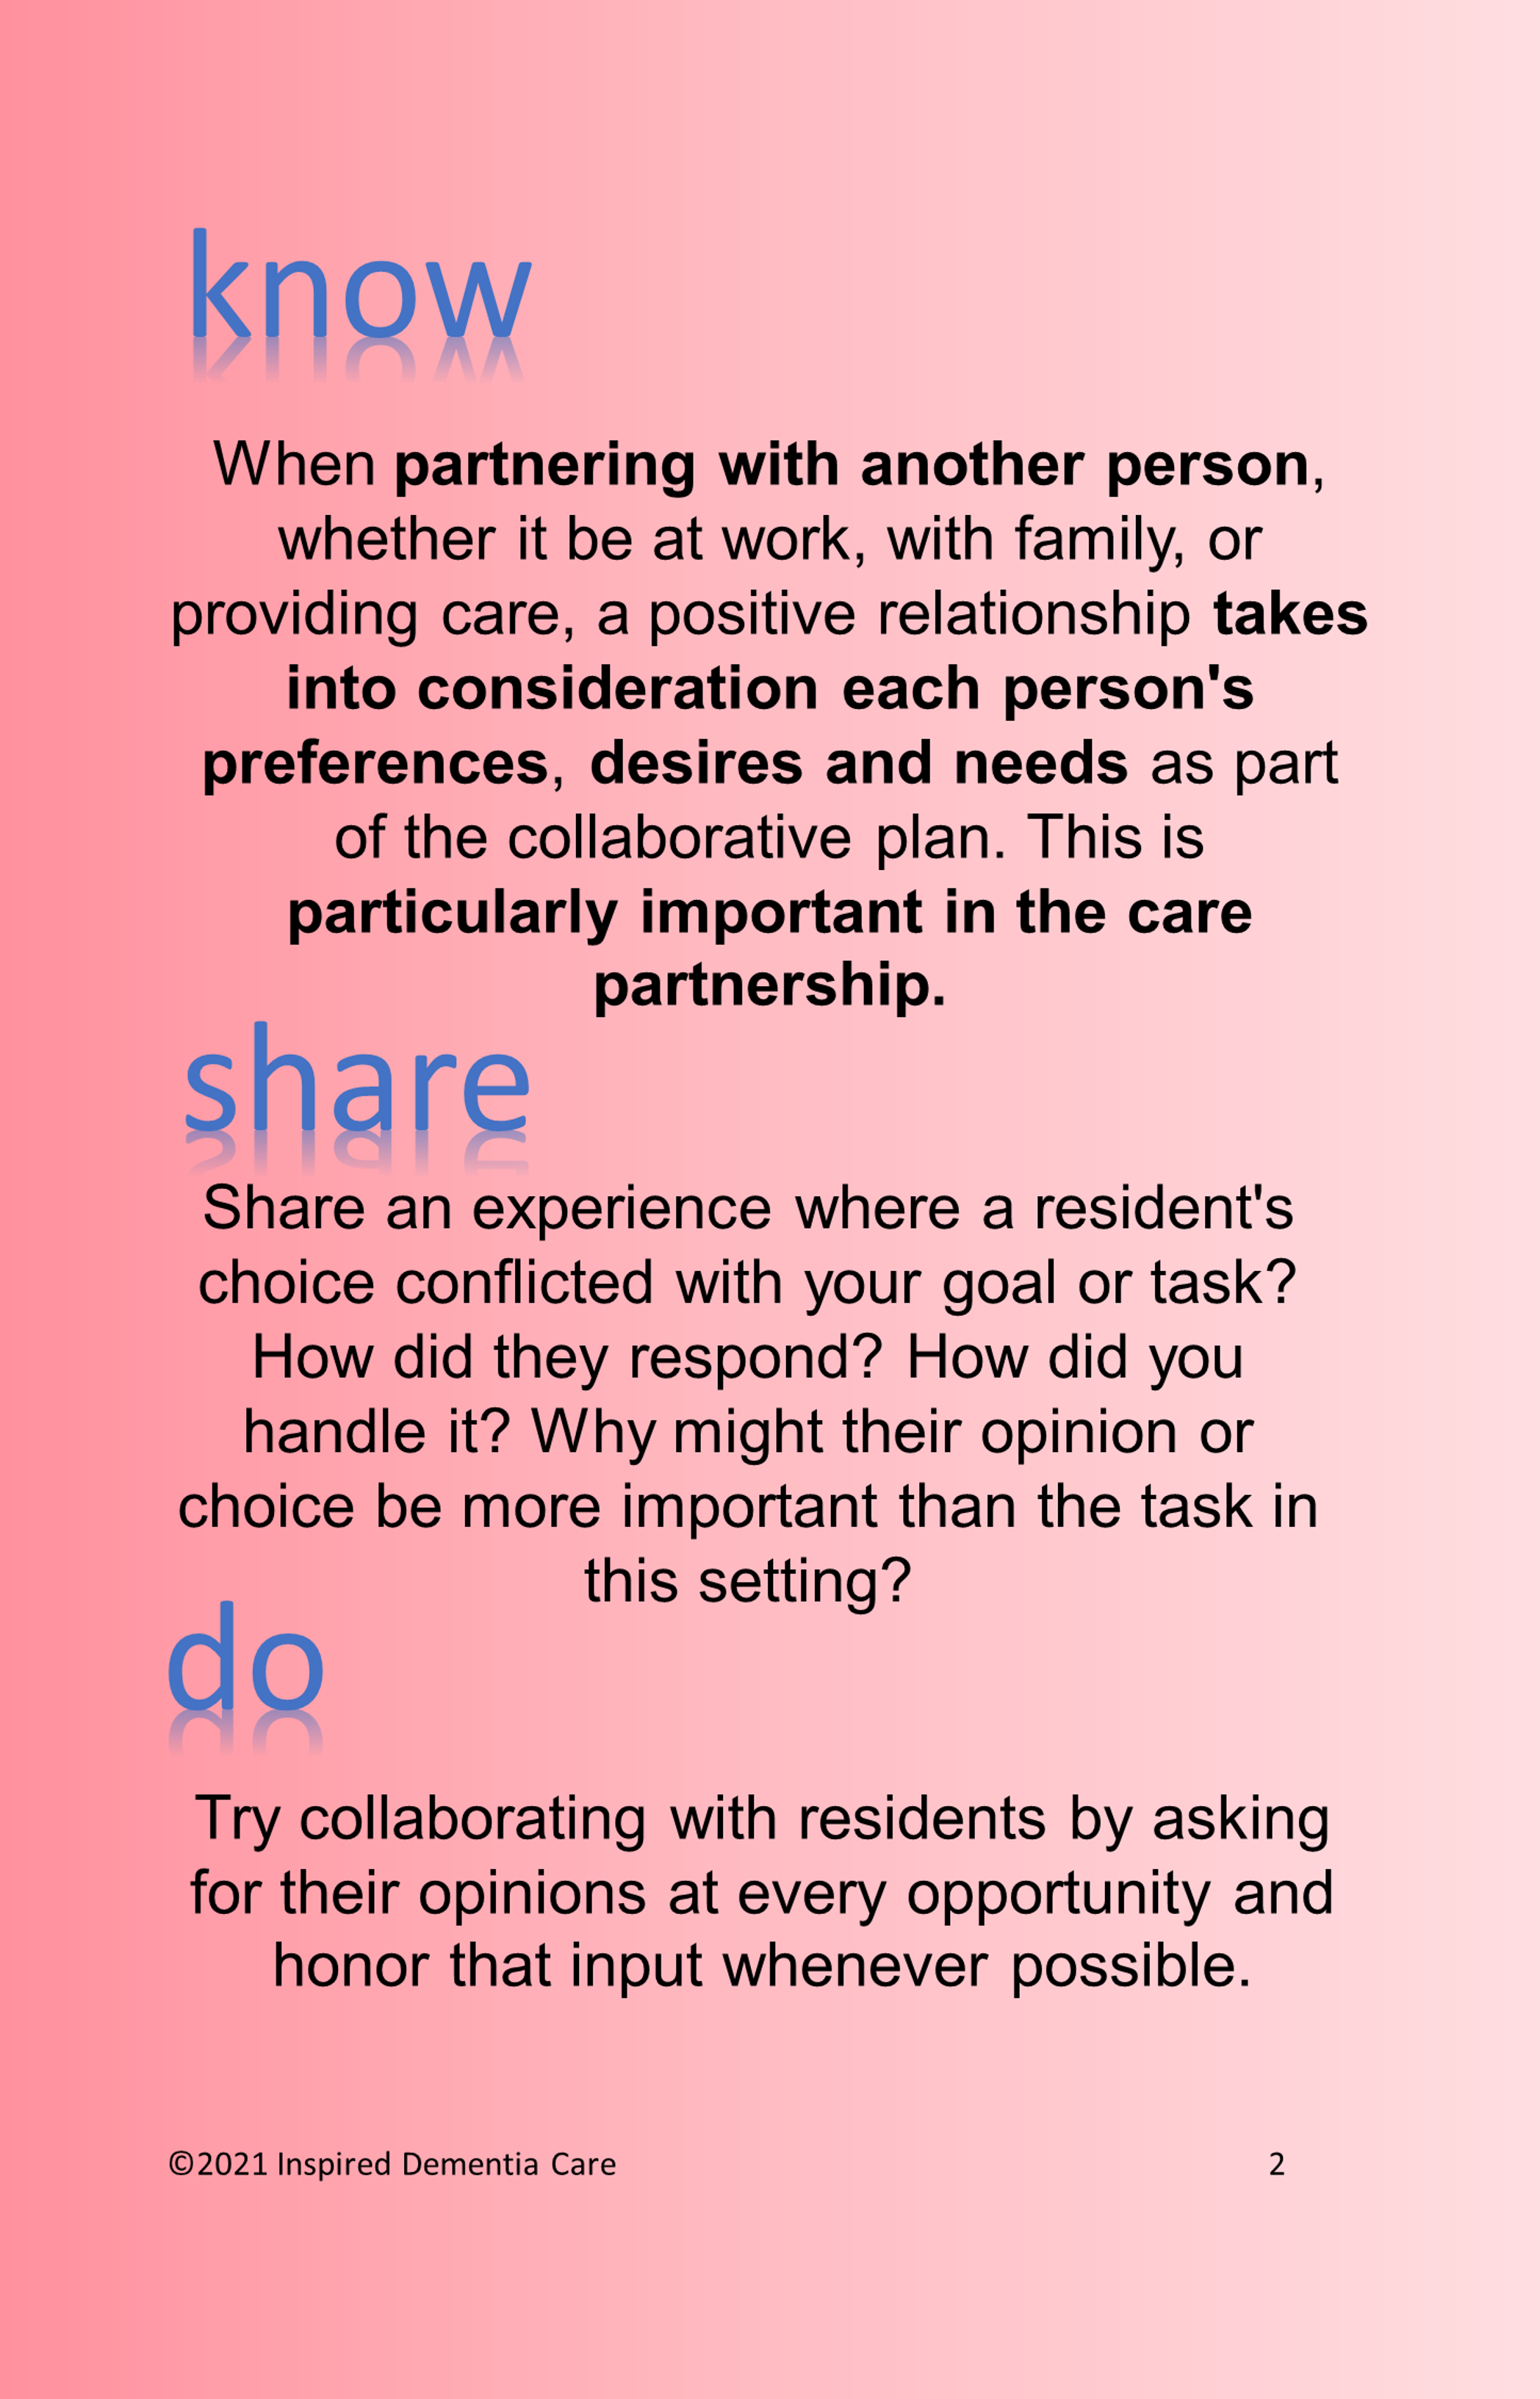 know
When partnering with another person,
whether it be at work, with family, or
providing care, a positive relationship takes
into consideration each person's
preferences, desires and needs as part
of the collaborative plan. This is
particularly important in the care
partnership.
share
Share an experience where a resident's
choice conflicted with your goal or task?
How did they respond? How did you
handle it? Why might their opinion or
choice be more important than the task in
this setting?
do
Try collaborating with residents by asking
for their opinions at every opportunity and
honor that input whenever possible.
©2021 Inspired Dementia Care 2